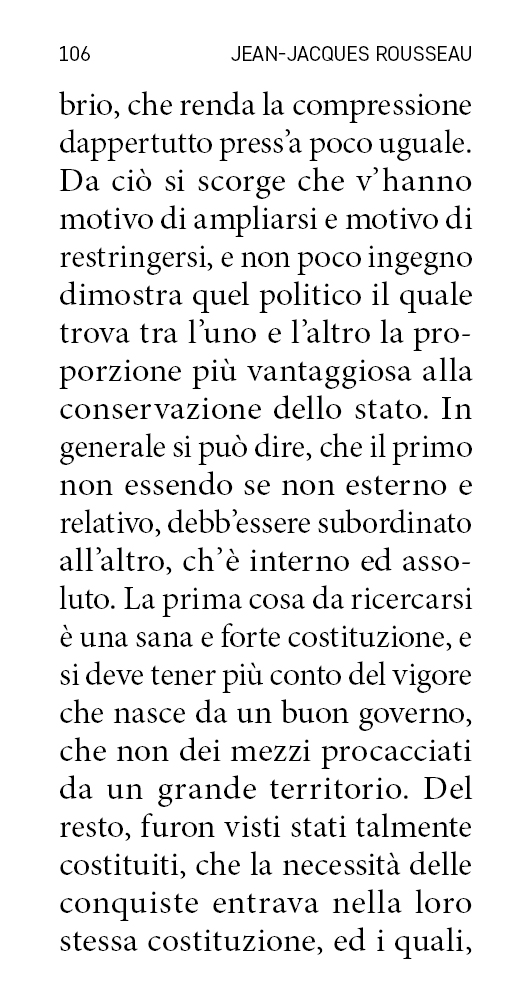 106 JEAN-JACQUES ROUSSEAU
brio, che renda la compressione
dappertutto press’a poco uguale.
Da ciò si scorge che v’hanno
motivo di ampliarsi e motivo di
restringersi, e non poco ingegno
dimostra quel politico il quale
trova tra l’uno e l’altro la pro-
porzione più vantaggiosa alla
conservazione dello stato. In
generale si può dire, che il primo
non essendo se non esterno e
relativo, debb’essere subordinato
all’altro, ch’è interno ed asso-
luto. La prima cosa da ricercarsi
è una sana e forte costituzione, e
si deve tener più conto del vigore
che nasce da un buon governo,
che non dei mezzi procacciati
da un grande territorio. Del
resto, furon visti stati talmente
costituiti, che la necessità delle
conquiste entrava nella loro
stessa costituzione, ed i quali,